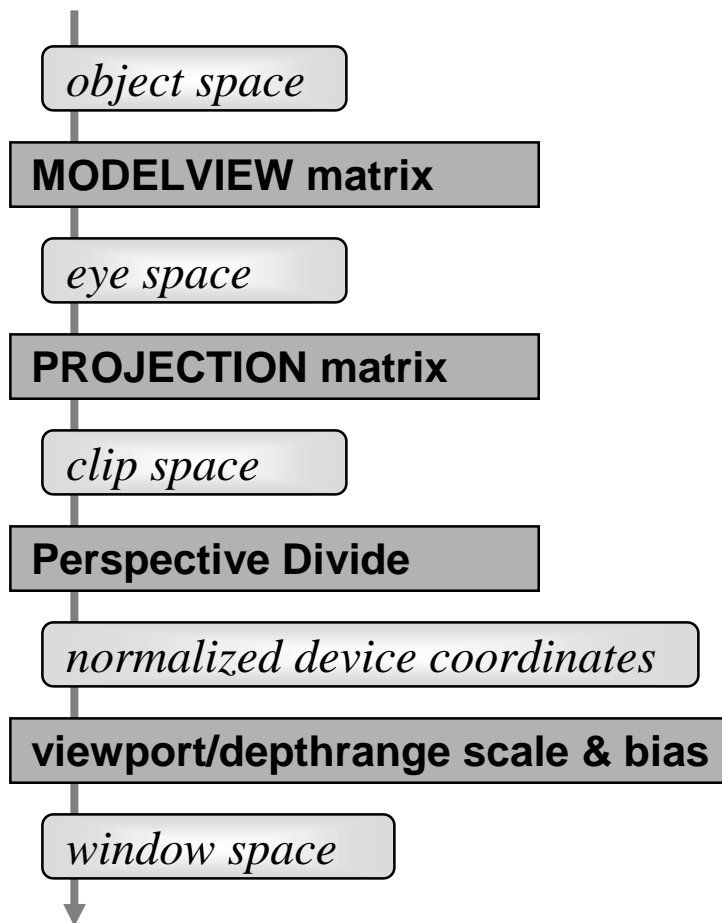 object space
MODELVIEW matrix
eye space
PROJECTION matrix
clip space
Perspective Divide
normalized device coordinates
viewport/depthrange scale & bias
window space